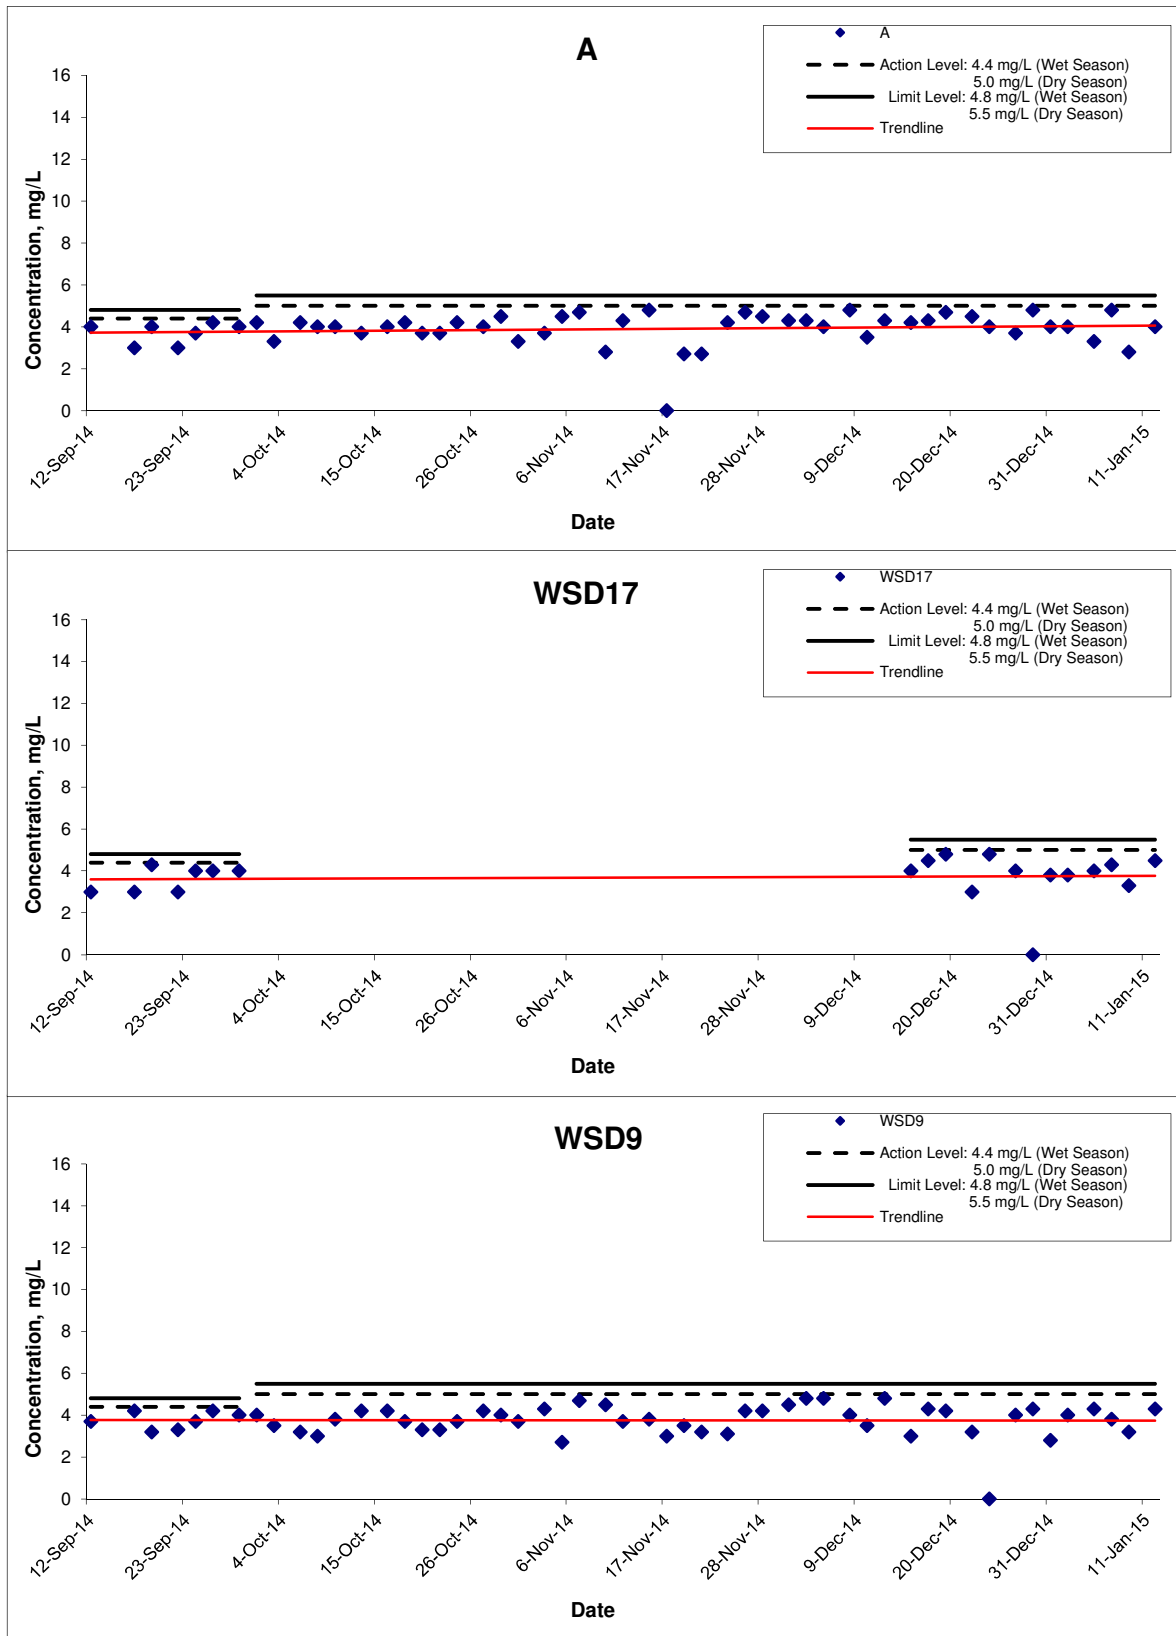 A
A
Action Level: 4.4 mg/L (Wet Season)
5.0 mg/L (Dry Season)
Limit Level: 4.8 mg/L (Wet Season)
5.5 mg/L (Dry Season)
Trendline
Concentration, mg/L
16
14
12
10
8
6
4
2
0
12-Sep-14
23-Sep-14
4-Oct-14
15-Oct-14
26-Oct-14
6-Nov-14
17-Nov-14
28-Nov-14
9-Dec-14
20-Dec-14
31-Dec-14
11-Jan-15
Date
WSD17
WSD17
Action Level: 4.4 mg/L (Wet Season)
5.0 mg/L (Dry Season)
Limit Level: 4.8 mg/L (Wet Season)
5.5 mg/L (Dry Season)
Trendline
Concentration, mg/L
16
14
12
10
8
6
4
2
0
12-Sep-14
23-Sep-14
4-Oct-14
15-Oct-14
26-Oct-14
6-Nov-14
17-Nov-14
28-Nov-14
9-Dec-14
20-Dec-14
31-Dec-14
11-Jan-15
Date
WSD9
WSD9
Action Level: 4.4 mg/L (Wet Season)
5.0 mg/L (Dry Season)
Limit Level: 4.8 mg/L (Wet Season)
5.5 mg/L (Dry Season)
Trendline
Concentration, mg/L
16
14
12
10
8
6
4
2
0
12-Sep-14
23-Sep-14
4-Oct-14
15-Oct-14
26-Oct-14
6-Nov-14
17-Nov-14
28-Nov-14
9-Dec-14
20-Dec-14
31-Dec-14
11-Jan-15
Date